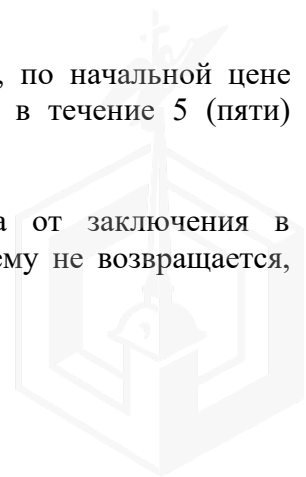 , по начальной цене
в течение 5 (пяти)
от заключения в
ему не возвращается,